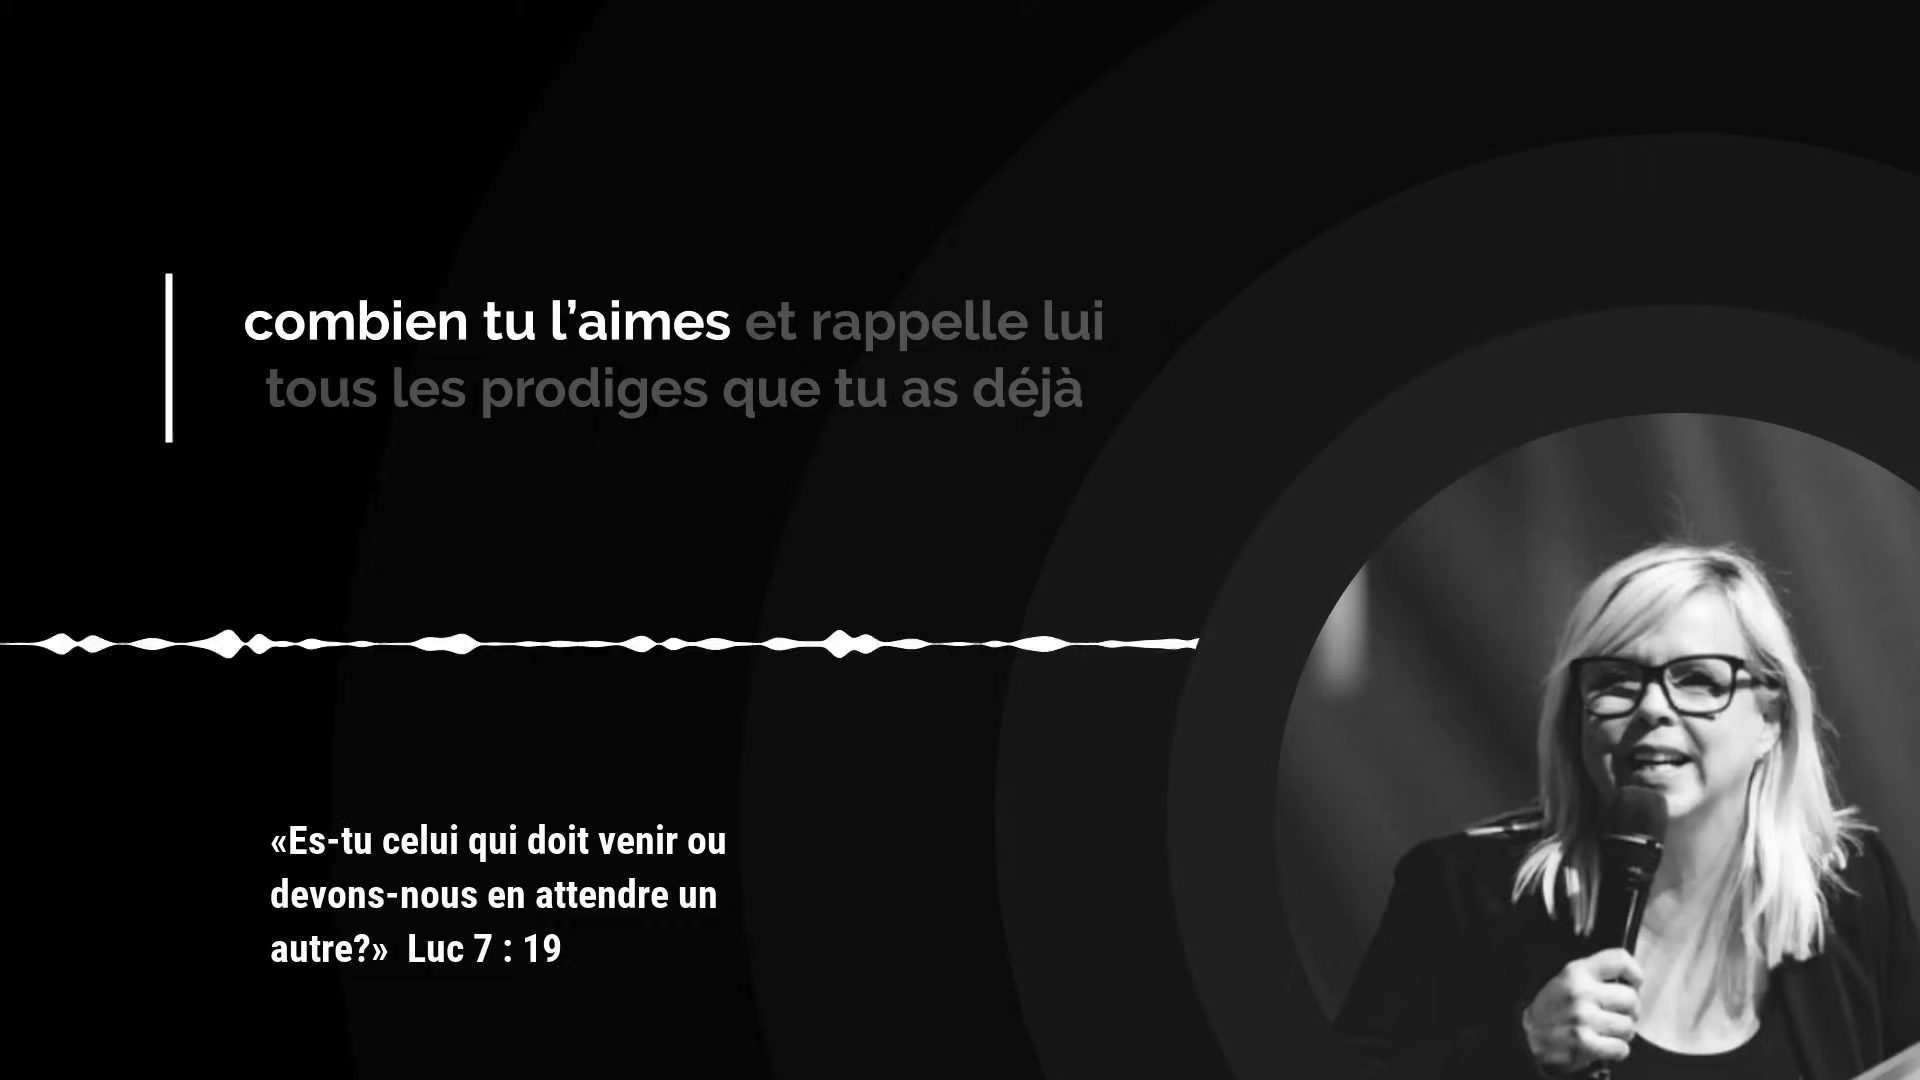 combien tu l’aimes et rappelle lui
tous les prodiges que tu as déjà
«Es-tu celui qui doit venir ou
devons-nous en attendre un
autre?»  Luc 7 : 19